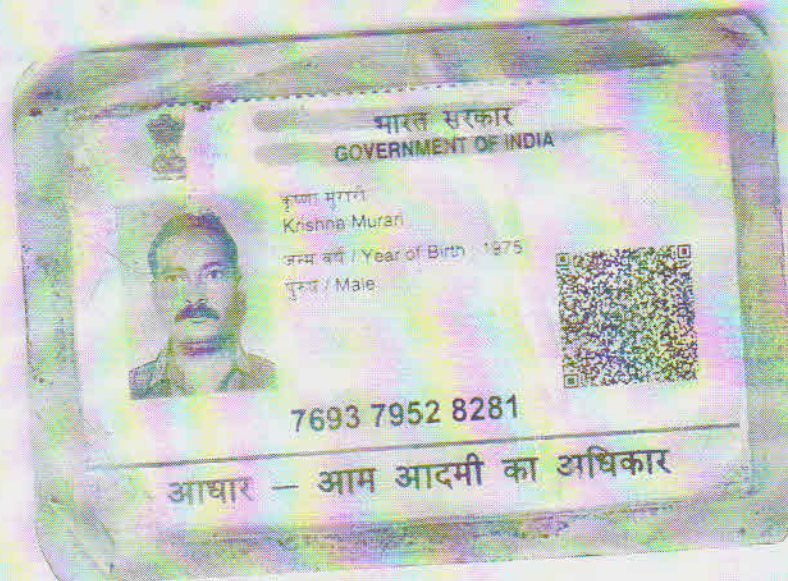 भारत सरकार
GOVERNMENT OF INDIA
कृष्णा मुरारी
Krishna Murari
जन्म वर्ष / Year of Birth : 1975
पुरुष / Male
7693 7952 8281
आधार – आम आदमी का अधिकार